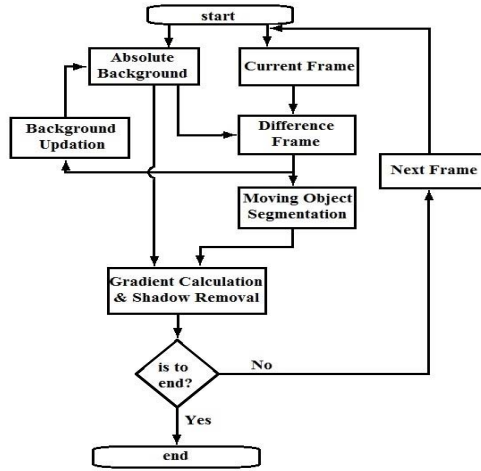 start
Absolute
Background
Current Frame
Background
Updation
Difference
Frame
Next Frame
Moving Object
Segmentation
Gradient Calculation
& Shadow Removal
is to
end?
No
Yes
end